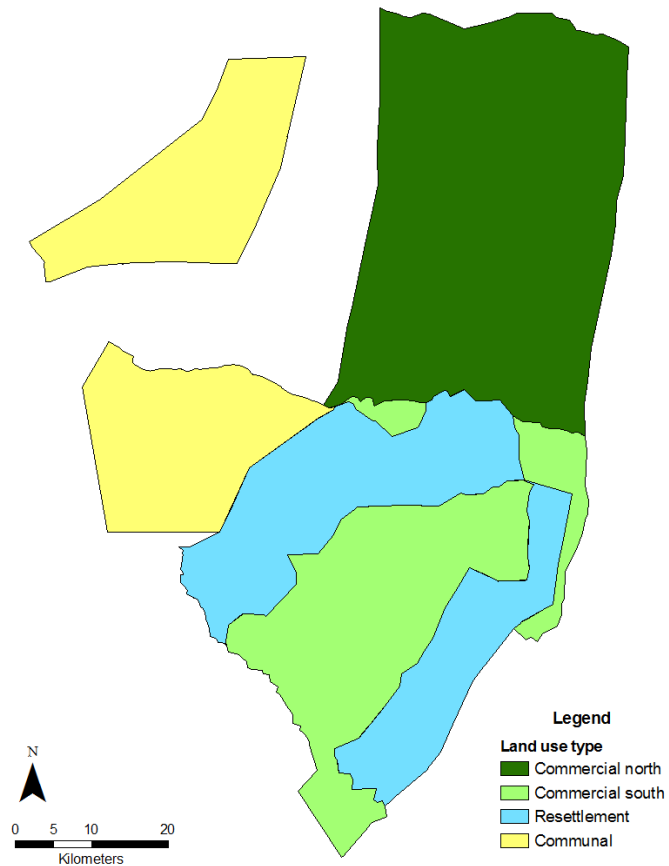 Legend
Land use type
Commercial north
Commercial south
Resettlement
Communal
N
0 5 10 20
Kilometers